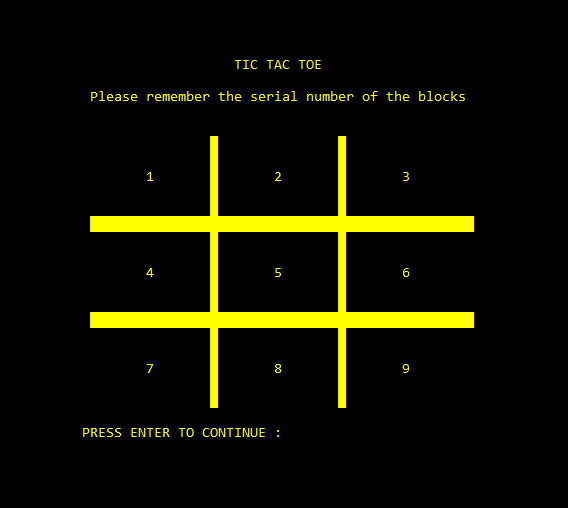 TIC TAC TOE
Please remember the serial number of the blocks
1 2 3
4 5 6
7 8 9
PRESS ENTER TO CONTINUE :